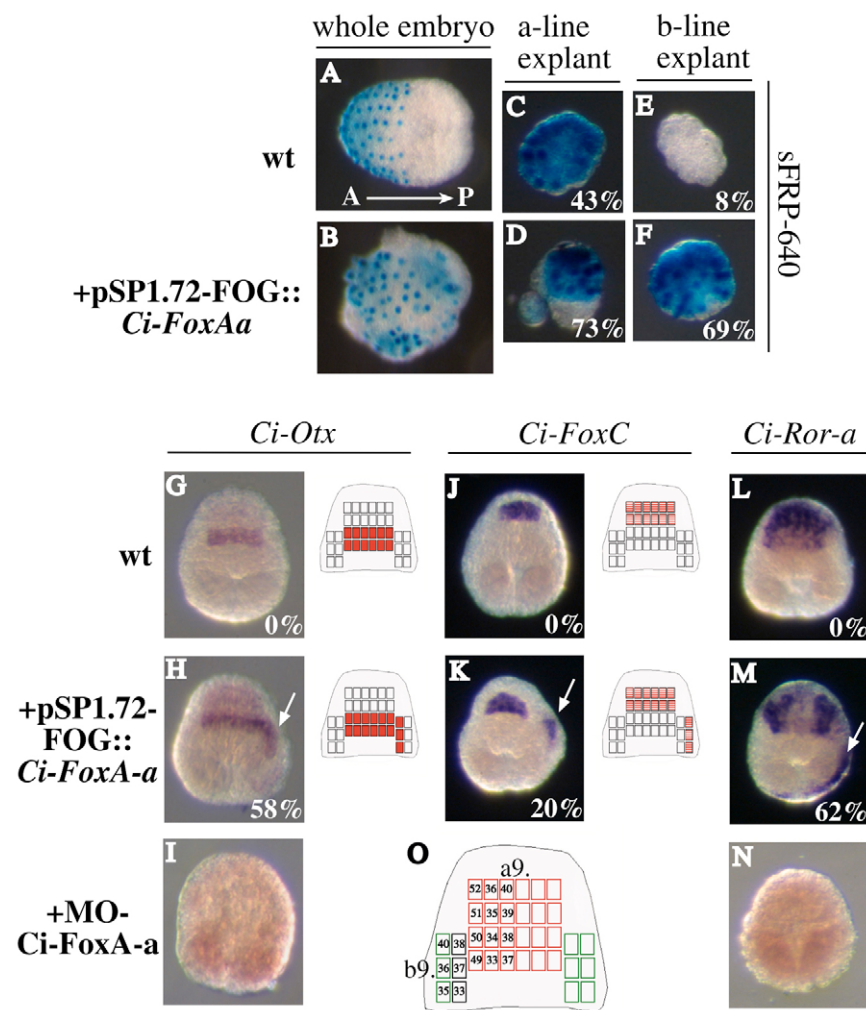 whole embryo
a-line explant
b-line explant
A
C
E
wt
A
P
43%
8%
sFRP-640
B
D
F
+pSP1.72-FOG::
Ci-FoxAa
73%
69%
Ci-Otx
Ci-FoxC
Ci-Ror-a
G
J
L
wt
0%
0%
0%
H
K
M
+pSP1.72-
FOG::
Ci-FoxA-a
58%
20%
62%
I
O
N
+MO-
Ci-FoxA-a
a9.
52 36 40
51 35 39
50 34 38
49 33 37
b9.
40 38
36 37
35 33